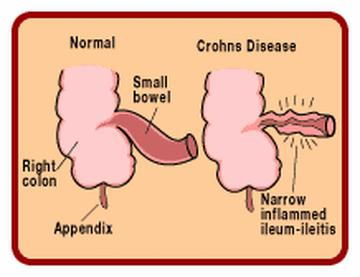 Normal
Crohns Disease
Small
bowel
Right
colon
Appendix
Narrow
inflammed
ileum-ileitis